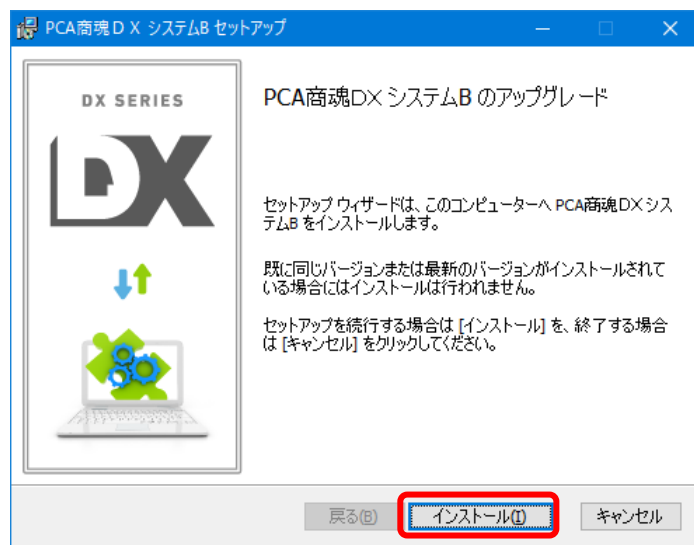 PCA商魂ＤＸ システムB セットアップ
DX SERIES
DX
PCA商魂DX システムB のアップグレード
セットアップ ウィザードは、このコンピューターへ PCA商魂DX シス
テムB をインストールします。
既に同じバージョンまたは最新のバージョンがインストールされて
いる場合にはインストールは行われません。
セットアップを続行する場合は [インストール] を、終了する場合
は [キャンセル] をクリックしてください。
戻る(B)
インストール(I)
キャンセル